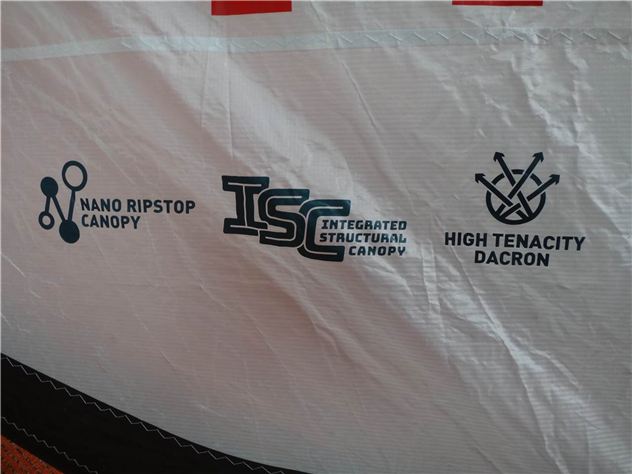 NANO RIPSTOP
CANOPY
ISC
INTEGRATED
STRUCTURAL
CANOPY
HIGH TENACITY
DACRON